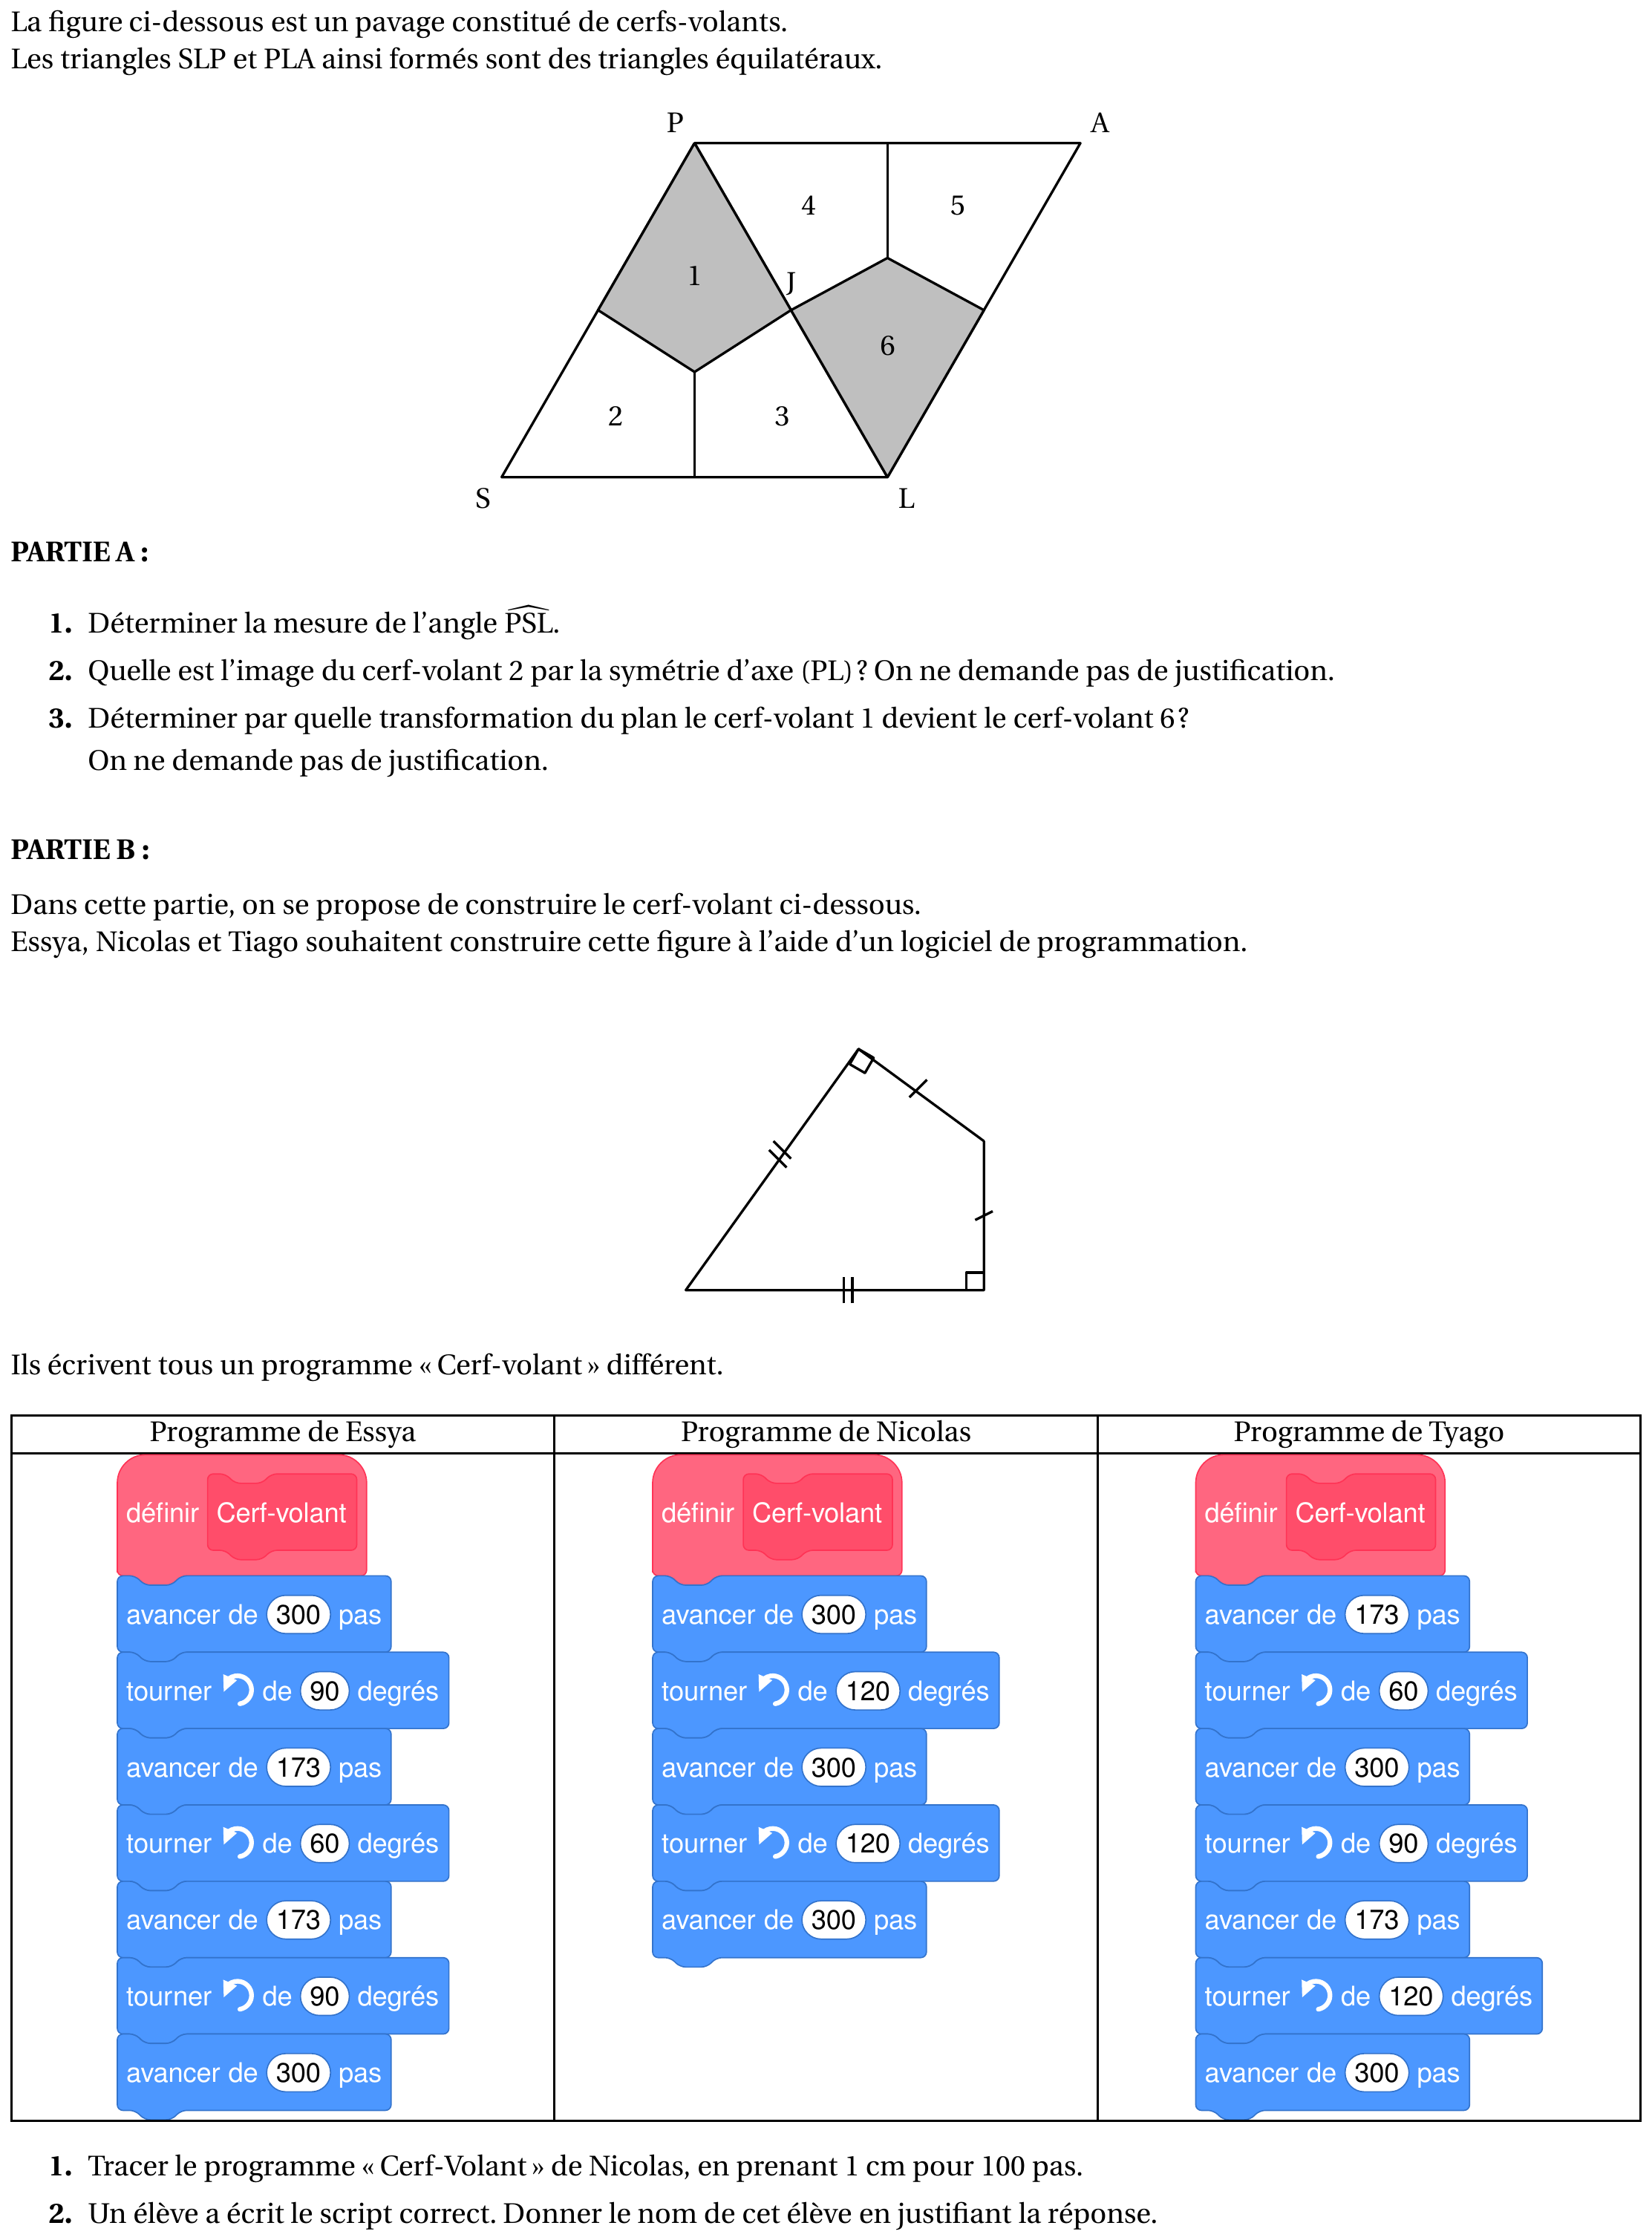 La figure ci-dessous est un pavage constitué de cerfs-volants.
Les triangles SLP et PLA ainsi formés sont des triangles équilatéraux.
P
A
4
5
1
J
6
2
3
S
L
PARTIE A :
1. Déterminer la mesure de l'angle \widehat{PSL}.
2. Quelle est l'image du cerf-volant 2 par la symétrie d'axe (PL) ? On ne demande pas de justification.
3. Déterminer par quelle transformation du plan le cerf-volant 1 devient le cerf-volant 6 ?
On ne demande pas de justification.
PARTIE B :
Dans cette partie, on se propose de construire le cerf-volant ci-dessous.
Essya, Nicolas et Tiago souhaitent construire cette figure à l'aide d'un logiciel de programmation.
Ils écrivent tous un programme « Cerf-volant » différent.
Programme de Essya
définir Cerf-volant
avancer de 300 pas
tourner de 90 degrés
avancer de 173 pas
tourner de 60 degrés
avancer de 173 pas
tourner de 90 degrés
avancer de 300 pas
Programme de Nicolas
définir Cerf-volant
avancer de 300 pas
tourner de 120 degrés
avancer de 300 pas
tourner de 120 degrés
avancer de 300 pas
Programme de Tyago
définir Cerf-volant
avancer de 173 pas
tourner de 60 degrés
avancer de 300 pas
tourner de 90 degrés
avancer de 173 pas
tourner de 120 degrés
avancer de 300 pas
1. Tracer le programme « Cerf-Volant » de Nicolas, en prenant 1 cm pour 100 pas.
2. Un élève a écrit le script correct. Donner le nom de cet élève en justifiant la réponse.